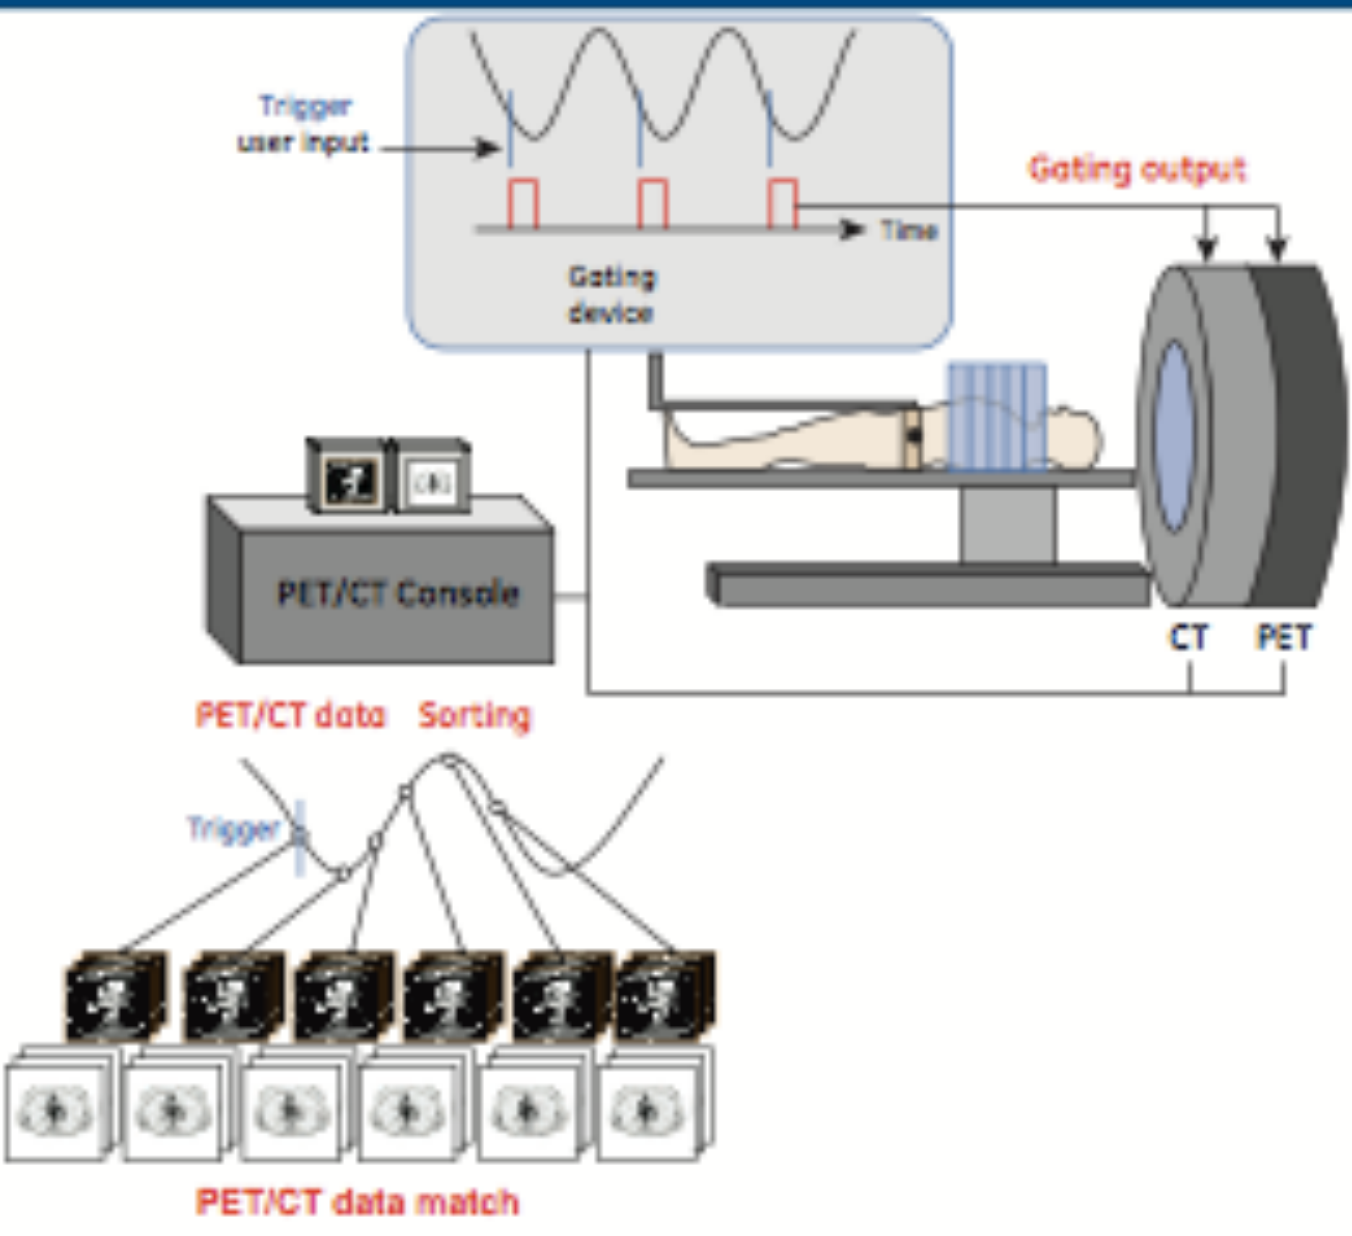 Trigger
user input
Gating output
Time
Gating
device
PET/CT Console
CT PET
PET/CT data Sorting
Trigger
PET/CT data match